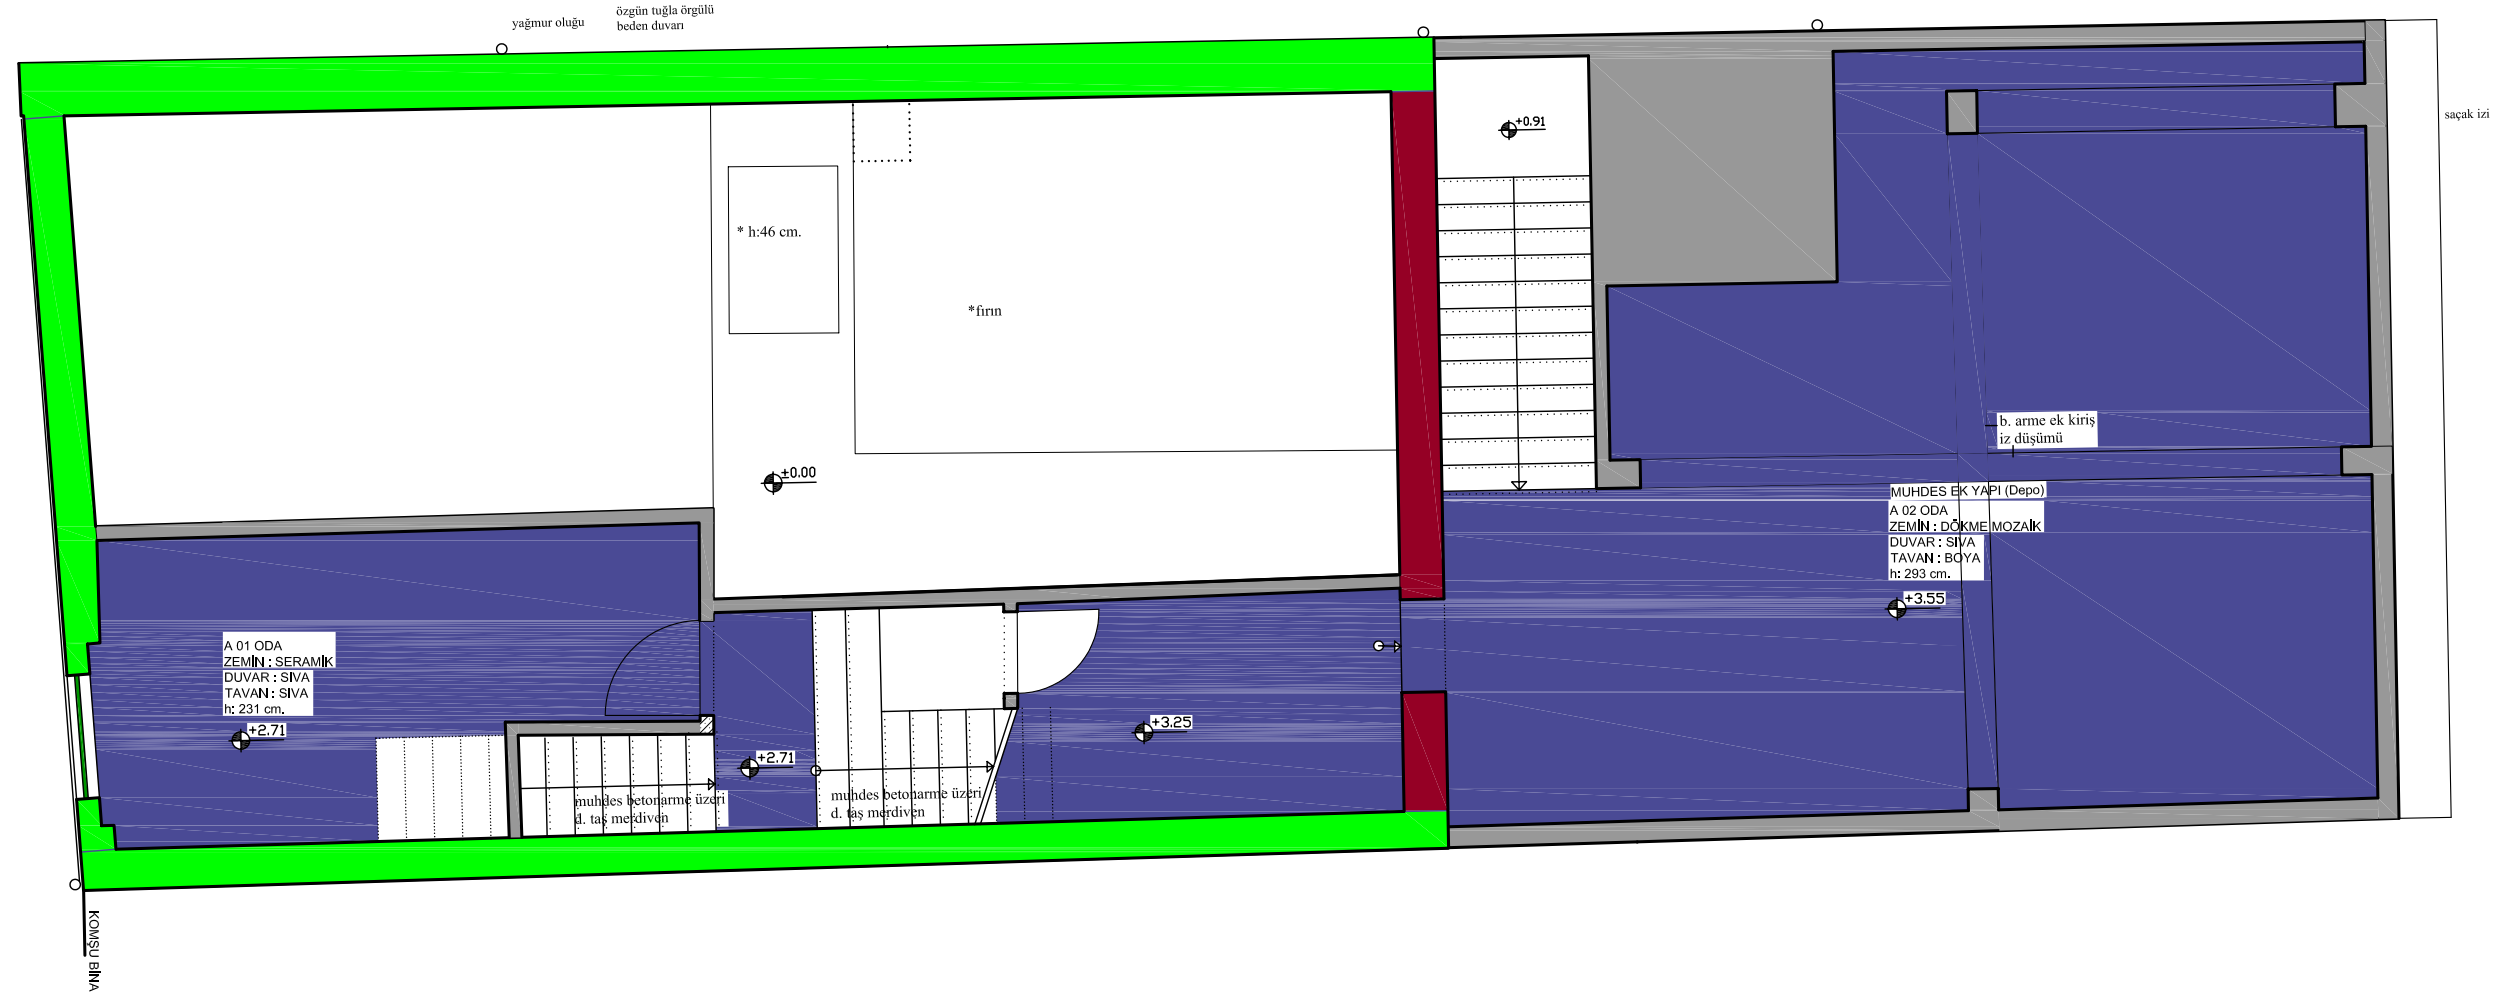 yağmur oluğu
özgün tuğla örgülü
beden duvarı
saçak izi
+0.91
* h:46 cm.
*fırın
±0.00
b. arme ek kiriş
iz düşümü
MUHDES EK YAPI (Depo)
A 02 ODA
ZEMİN : DÖKME MOZAİK
DUVAR : SIVA
TAVAN : BOYA
h: 293 cm.
+3.55
A 01 ODA
ZEMİN : SERAMİK
DUVAR : SIVA
TAVAN : SIVA
h: 231 cm.
+2.71
+2.71
+3.25
muhdes betonarme üzeri
d. taş merdiven
muhdes betonarme üzeri
d. taş merdiven
KOMŞU BİNA